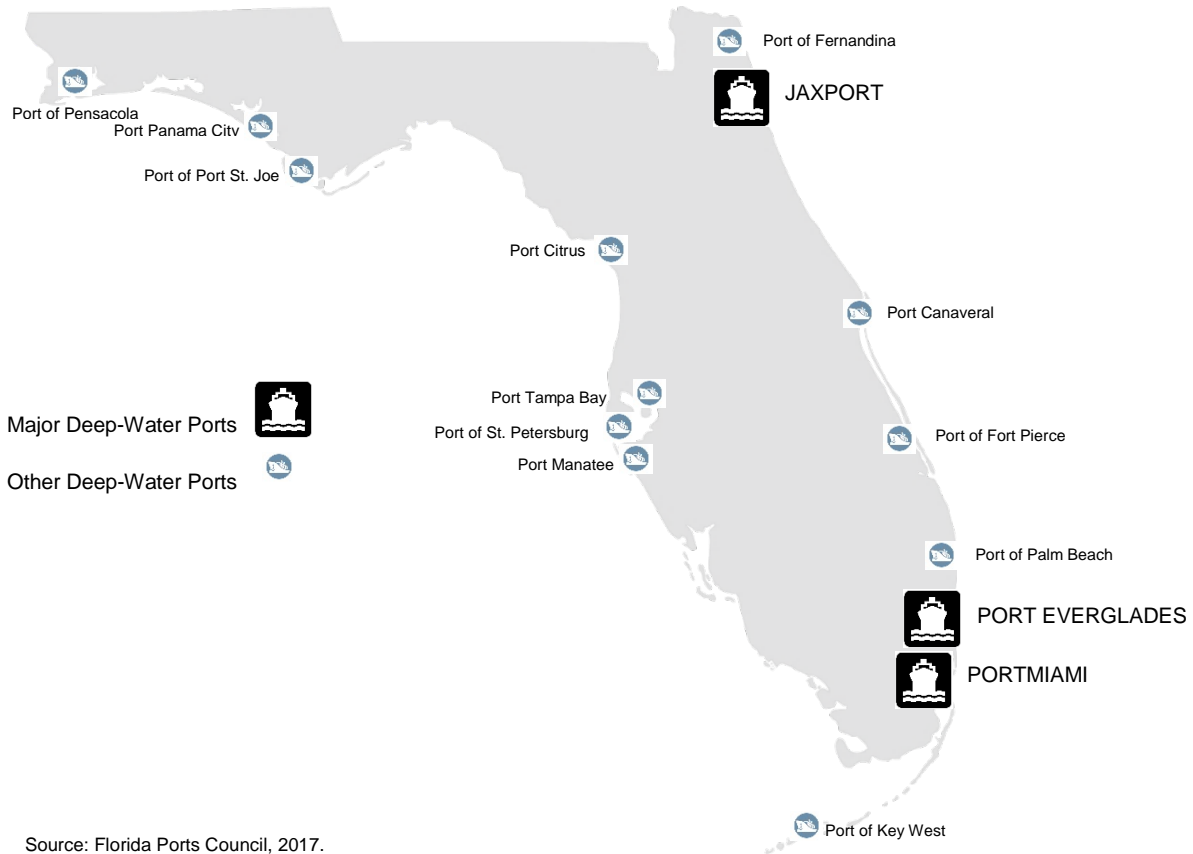 Port of Fernandina
JAXPORT
Port of Pensacola
Port Panama City
Port of Port St. Joe
Port Citrus
Port Canaveral
Port Tampa Bay
Major Deep-Water Ports
Port of St. Petersburg
Port of Fort Pierce
Port Manatee
Other Deep-Water Ports
Port of Palm Beach
PORT EVERGLADES
PORTMIAMI
Port of Key West
Source: Florida Ports Council, 2017.